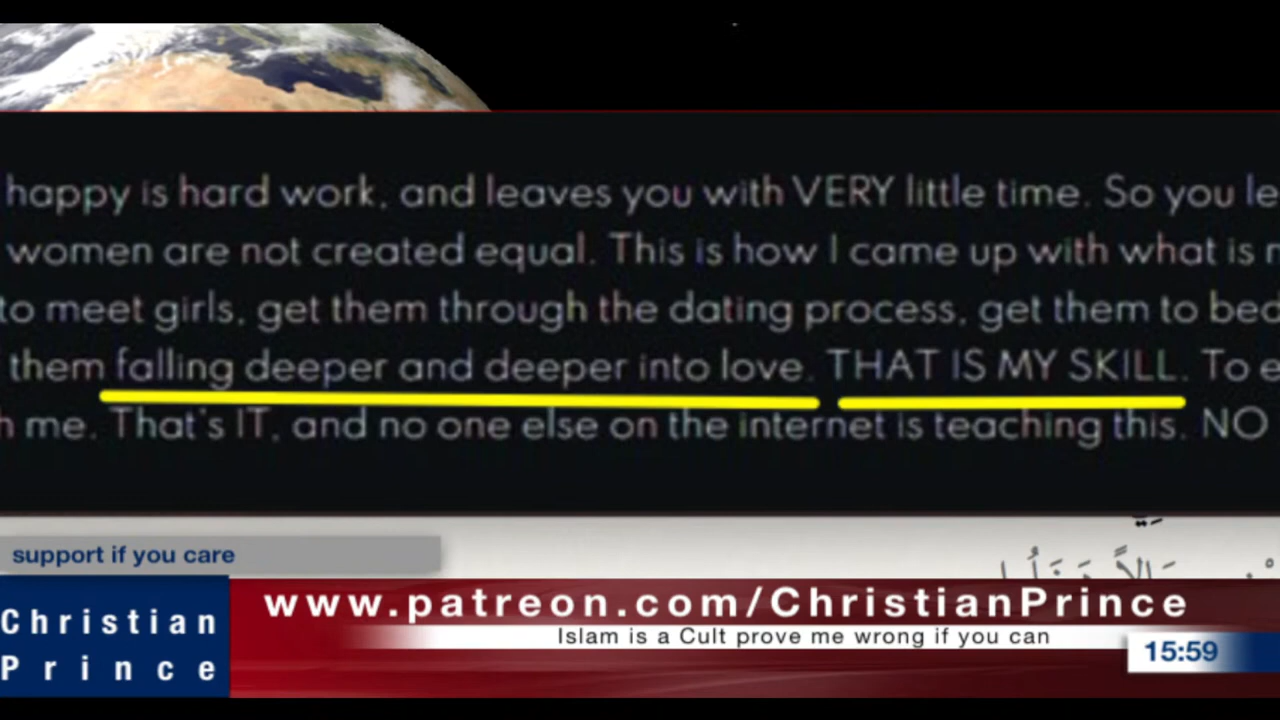 happy is hard work, and leaves you with VERY little time. So you le
women are not created equal. This is how I came up with what is
to meet girls, get them through the dating process, get them to bed
them falling deeper and deeper into love. THAT IS MY SKILL. To e
h me. That's IT, and no one else on the internet is teaching this. NO
support if you care
Christian
Prince
www.patreon.com/ChristianPrince
Islam is a Cult prove me wrong if you can
15:59